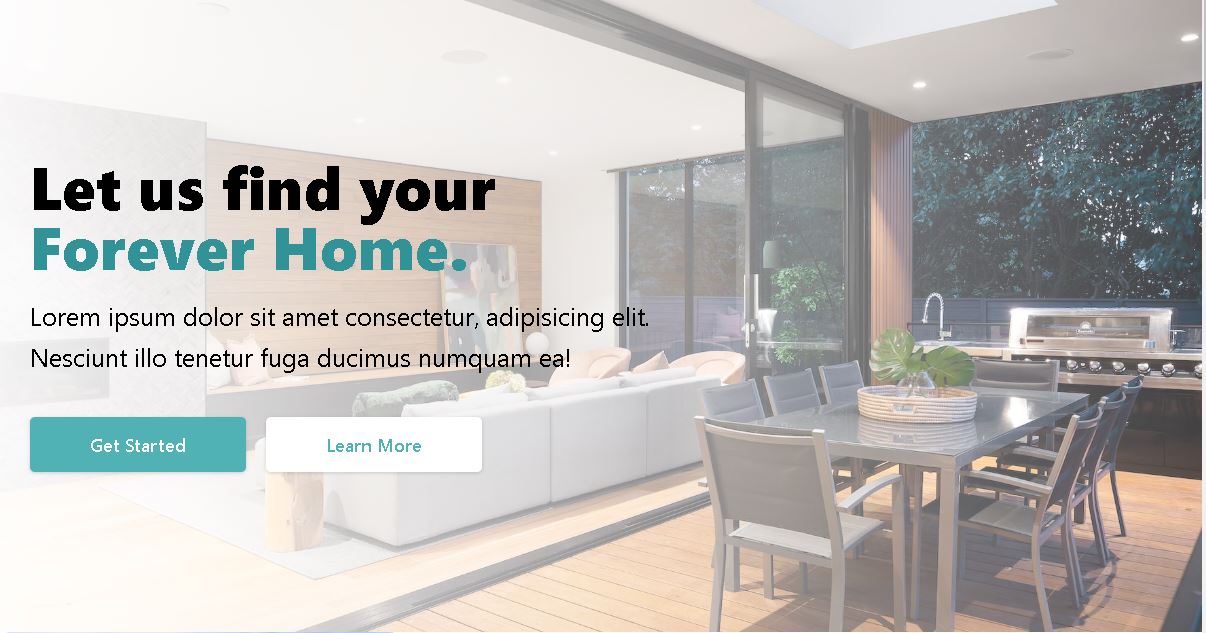 Let us find your
Forever Home.
Lorem ipsum dolor sit amet consectetur, adipisicing elit.
Nesciunt illo tenetur fuga ducimus numquam ea!
Get Started
Learn More